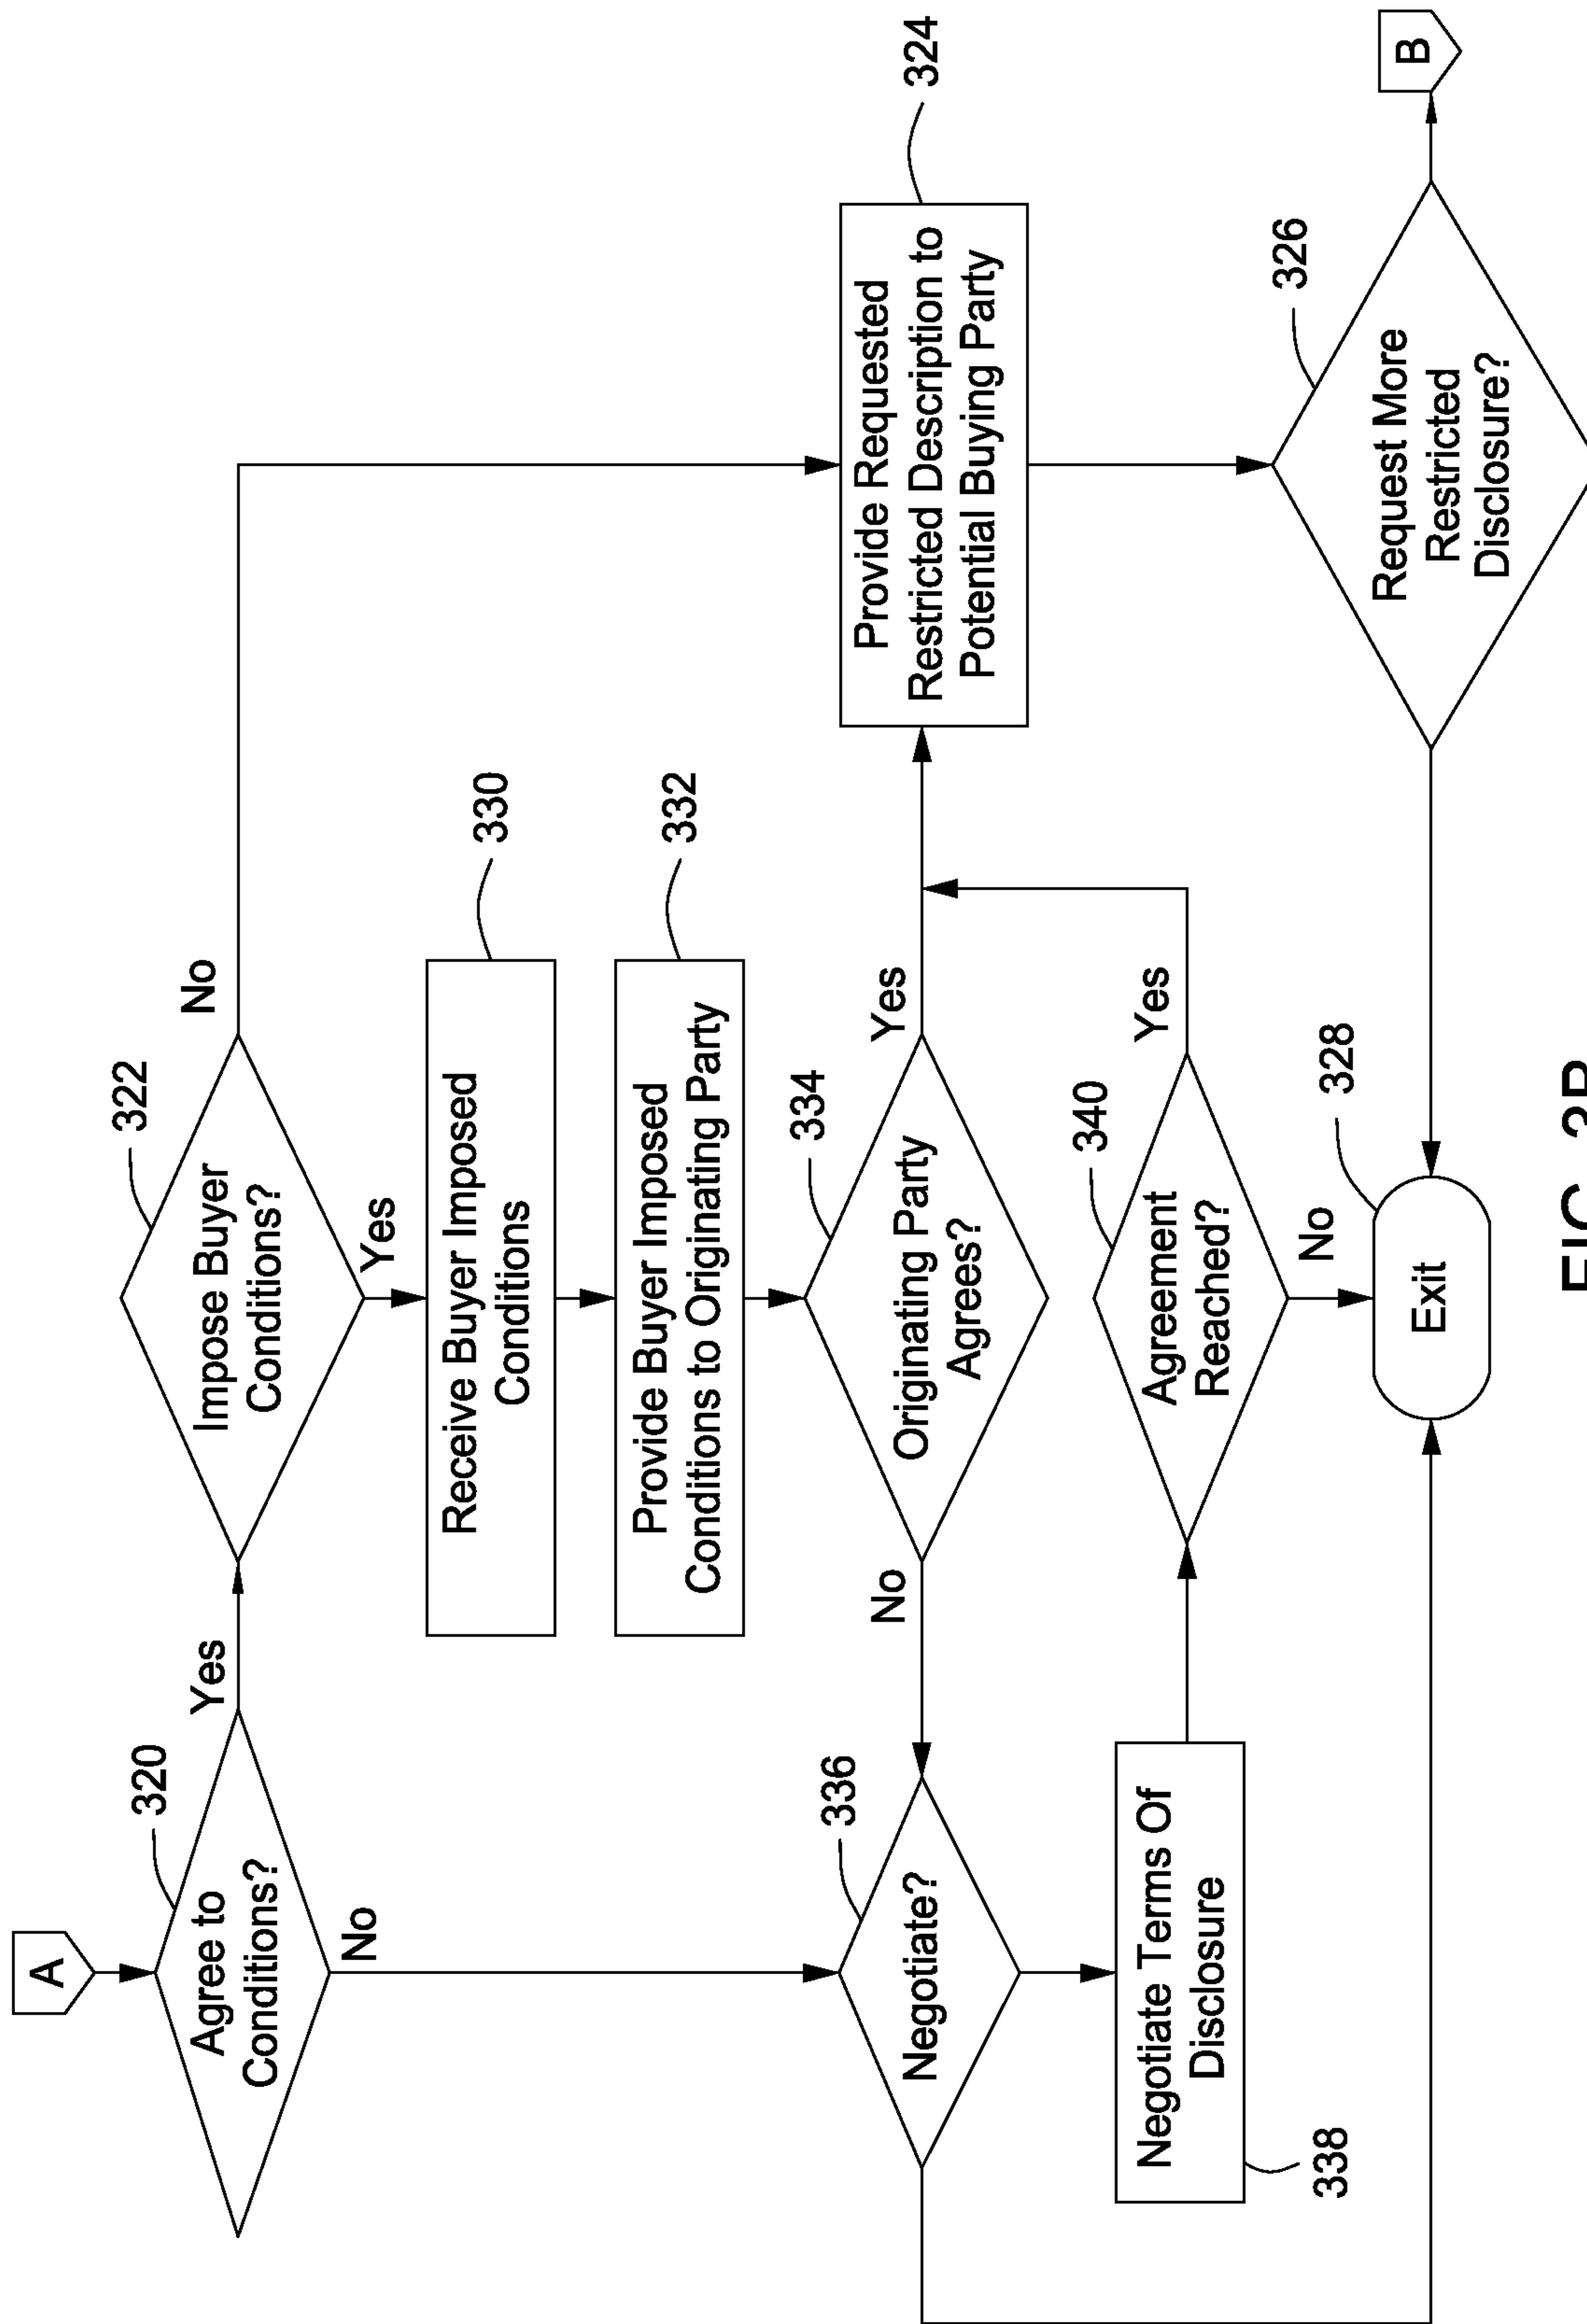 A
320
Agree to
Conditions?
Yes
No
322
Impose Buyer
Conditions?
No
Yes
330
Receive Buyer Imposed
Conditions
332
Provide Buyer Imposed
Conditions to Originating Party
334
Originating Party
Agrees?
Yes
No
324
Provide Requested
Restricted Description to
Potential Buying Party
336
Negotiate?
338
Negotiate Terms Of
Disclosure
340
Agreement
Reached?
Yes
No
326
Request More
Restricted
Disclosure?
B
328
Exit